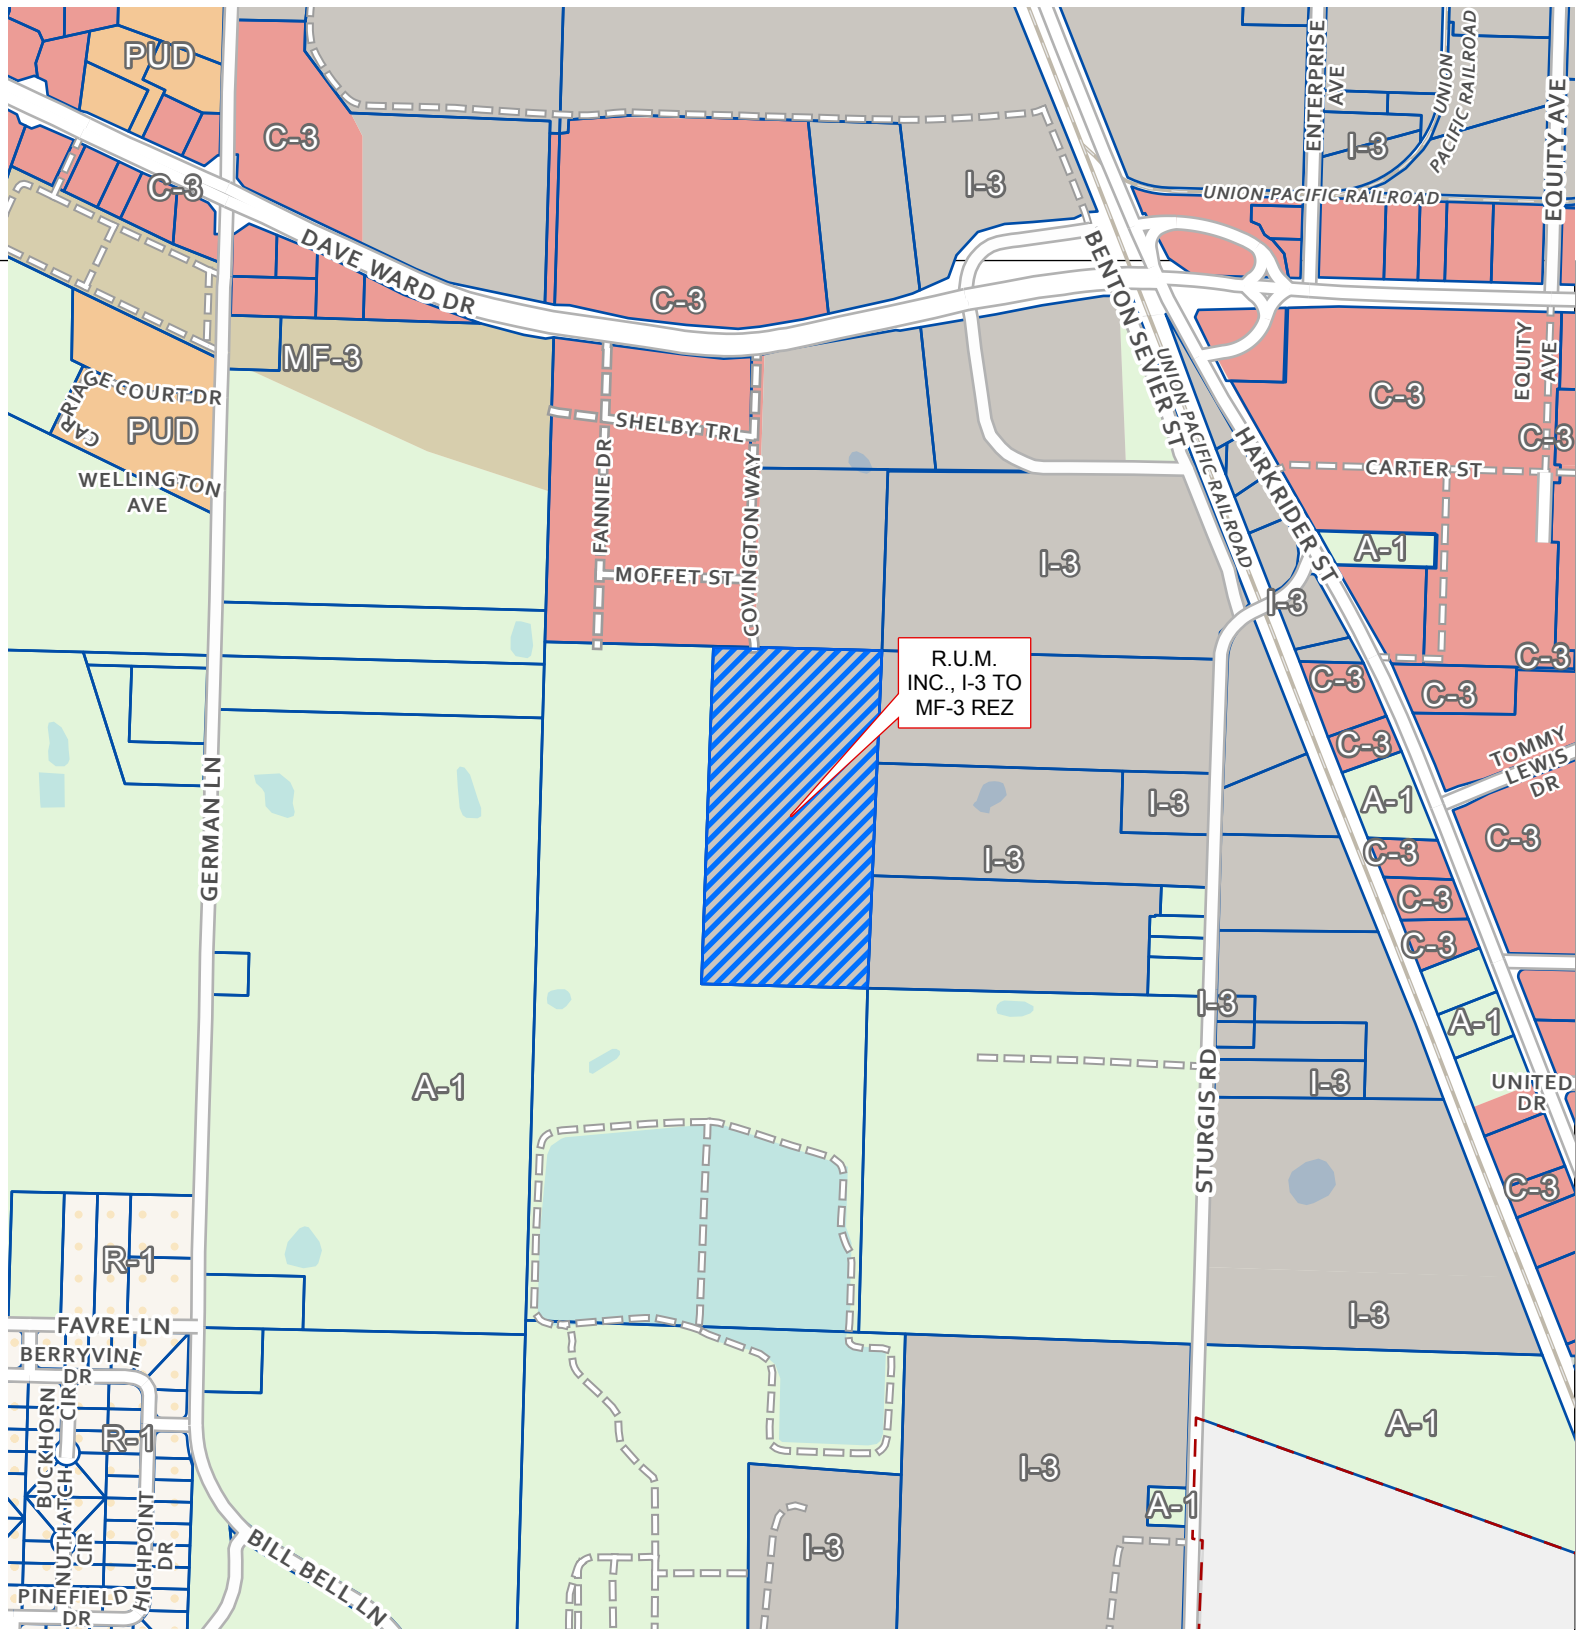 PUD
C-3
C-3
DAVE WARD DR
C-3
I-3
ENTERPRISE
AVE
UNION
PACIFIC RAILROAD
I-3
EQUITY AVE
UNION PACIFIC RAILROAD
BENTON SEVIER ST
MF-3
CARRIAGE COURT DR
PUD
WELLINGTON
AVE
FANNIE DR
SHELBY TRL
COVINGTON WAY
MOFFET ST
UNION PACIFIC RAILROAD
HARKRIDER ST
EQUITY
AVE
C-3
C-3
CARTER ST
A-1
I-3
I-3
R.U.M.
INC., I-3 TO
MF-3 REZ
C-3
C-3
C-3
C-3
TOMMY
LEWIS
DR
A-1
GERMAN LN
I-3
I-3
C-3
C-3
C-3
C-3
I-3
A-1
A-1
I-3
UNITED
DR
STURGIS RD
C-3
R-1
FAVRE LN
I-3
BERRYVINE
DR
BUCKHORN
CIR
R-1
A-1
I-3
A-1
NUTHATCH
CIR
HIGHPOINT
DR
BILL BELL LN
I-3
PINEFIELD
DR